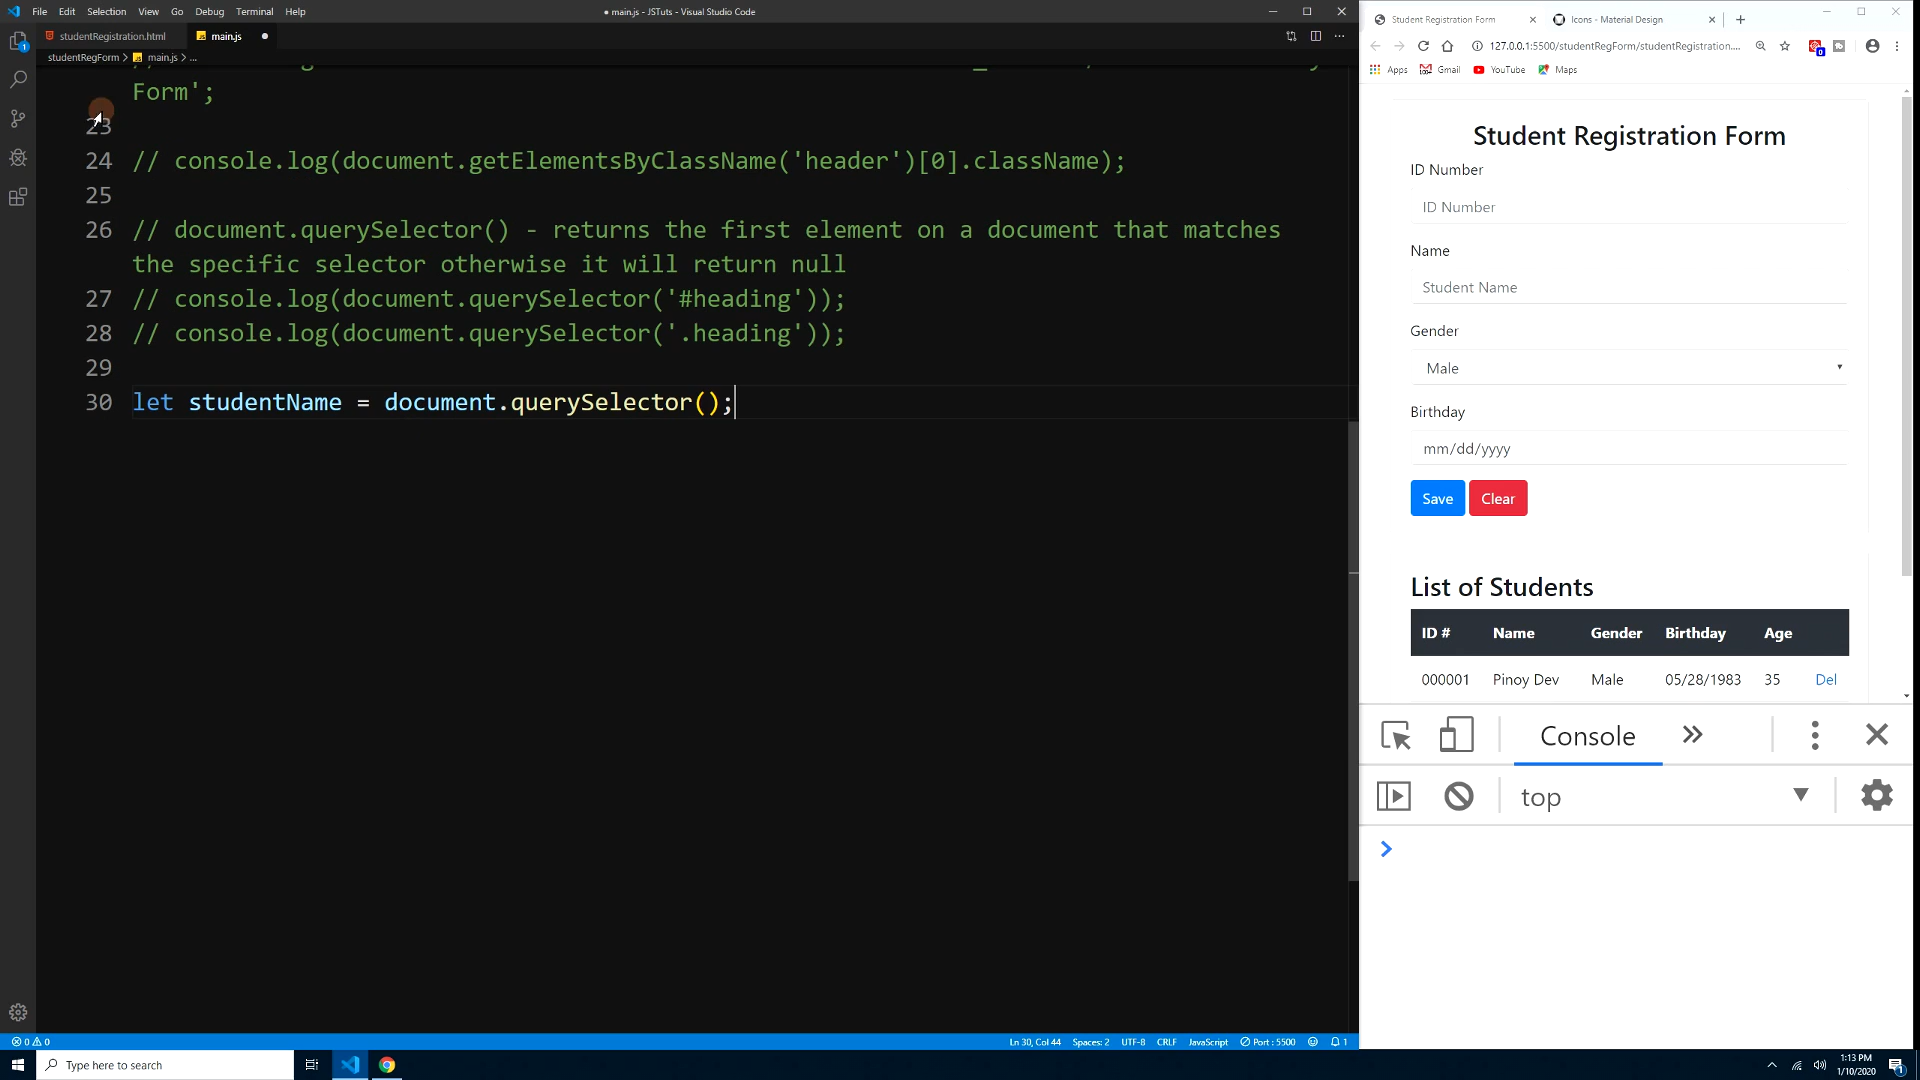 File Edit Selection View Go Debug Terminal Help
● main.js - JSTuts - Visual Studio Code
studentRegistration.html
main.js ●
studentRegForm > main.js > ...
Form';
23
24 // console.log(document.getElementsByClassName('header')[0].className);
25
26 // document.querySelector() - returns the first element on a document that matches
the specific selector otherwise it will return null
27 // console.log(document.querySelector('#heading'));
28 // console.log(document.querySelector('.heading'));
29
30 let studentName = document.querySelector();
0 0
Ln 30, Col 44 Spaces: 2 UTF-8 CRLF JavaScript Port : 5500 1
Student Registration Form
Icons - Material Design
127.0.0.1:5500/studentRegForm/studentRegistration....
Apps Gmail YouTube Maps
Student Registration Form
ID Number
ID Number
Name
Student Name
Gender
Male
Birthday
mm/dd/yyyy
Save Clear
List of Students
ID # Name Gender Birthday Age
000001 Pinoy Dev Male 05/28/1983 35 Del
Console
top
Type here to search
1:13 PM
1/10/2020